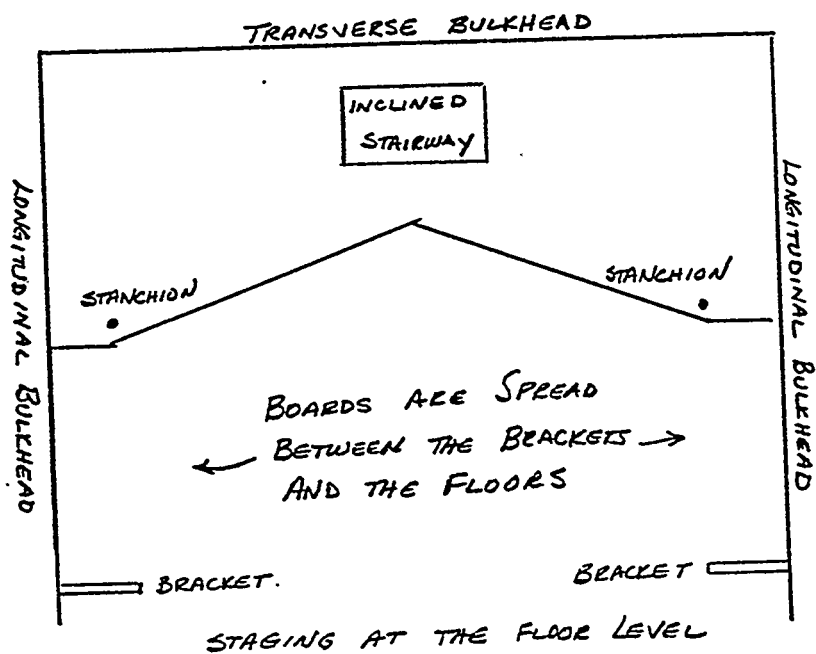 TRANSVERSE BULKHEAD
INCLINED
STAIRWAY
LONGITUDINAL BULKHEAD
LONGITUDINAL BULKHEAD
STANCHION
STANCHION
BOARDS ARE SPREAD
BETWEEN THE BRACKETS
AND THE FLOORS
BRACKET.
BRACKET
STAGING AT THE FLOOR LEVEL